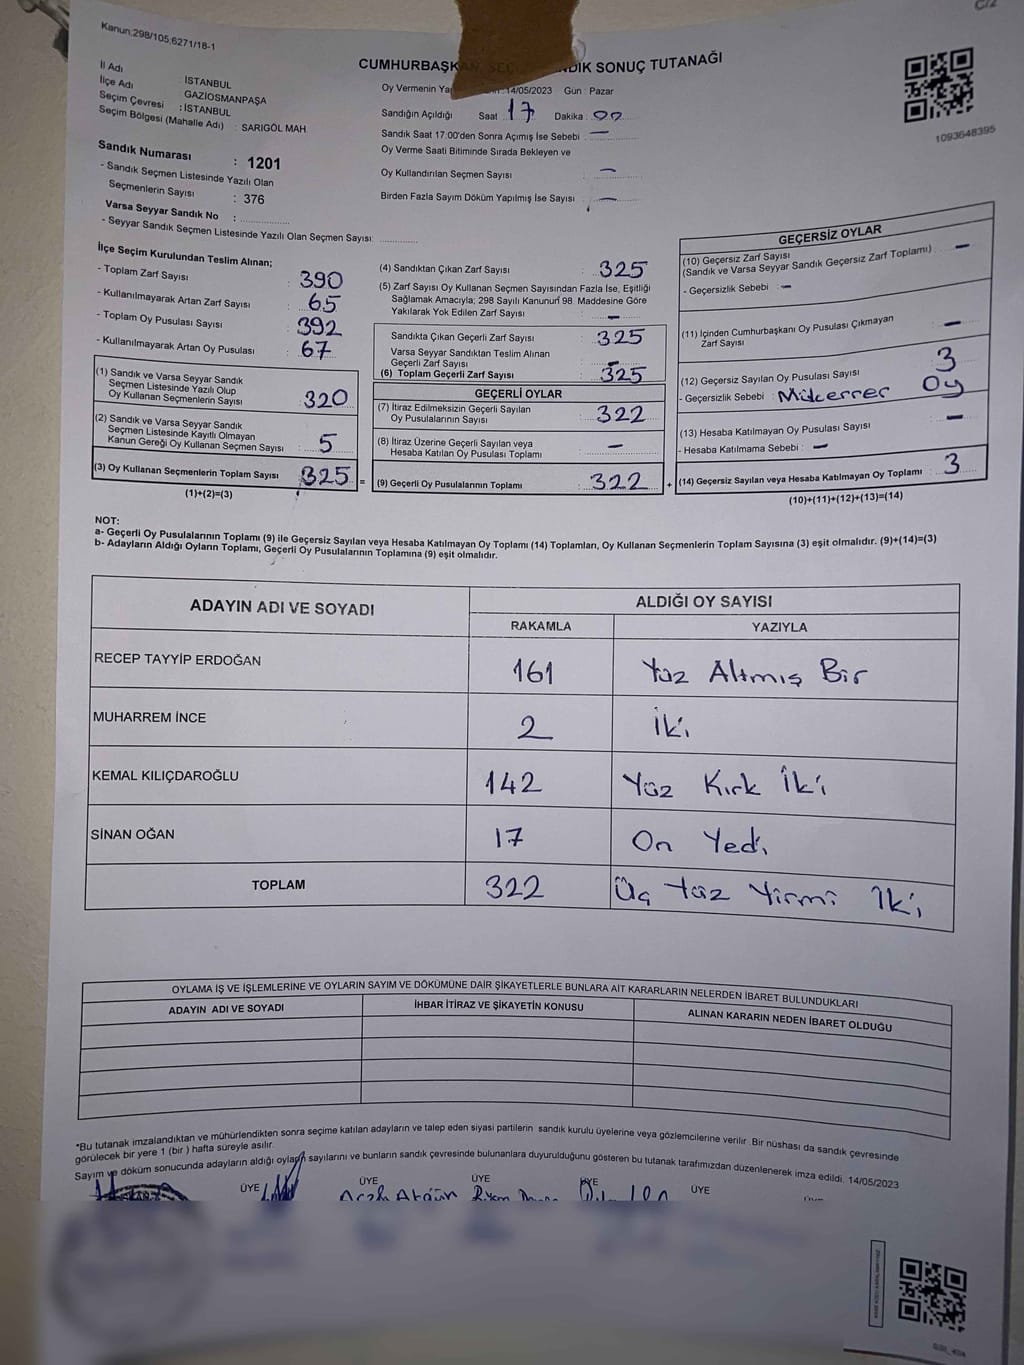 Kanun;298/105;6271/18-1
CUMHURBAŞKAN SEÇ SANDIK SONUÇ TUTANAĞI
1093648395
İl Adı : İSTANBUL
İlçe Adı GAZİOSMANPAŞA
Seçim Çevresi : İSTANBUL
Seçim Bölgesi (Mahalle Adı) : SARIGÖL MAH.
Sandık Numarası : 1201
- Sandık Seçmen Listesinde Yazılı Olan
Seçmenlerin Sayısı : 376
Varsa Seyyar Sandık No :
- Seyyar Sandık Seçmen Listesinde Yazılı Olan Seçmen Sayısı:
Oy Vermenin 14/05/2023 Gün : Pazar
Sandığın Açıldığı Saat 17 Dakika 00
Sandık Saat 17:00'den Sonra Açımış İse Sebebi : —
Oy Verme Saati Bitiminde Sırada Bekleyen ve
Oy Kullandırılan Seçmen Sayısı : —
Birden Fazla Sayım Döküm Yapılmış İse Sayısı : —
İlçe Seçim Kurulundan Teslim Alınan;
- Toplam Zarf Sayısı : 390
- Kullanılmayarak Artan Zarf Sayısı : 65
- Toplam Oy Pusulası Sayısı : 392
- Kullanılmayarak Artan Oy Pusulası : 67
(1) Sandık ve Varsa Seyyar Sandık
Seçmen Listesinde Yazılı Olup
Oy Kullanan Seçmenlerin Sayısı : 320
(2) Sandık ve Varsa Seyyar Sandık
Seçmen Listesinde Kayıtlı Olmayan
Kanun Gereği Oy Kullanan Seçmen Sayısı : 5
(3) Oy Kullanan Seçmenlerin Toplam Sayısı : 325 =
(1)+(2)=(3)
(4) Sandıktan Çıkan Zarf Sayısı : 325
(5) Zarf Sayısı Oy Kullanan Seçmen Sayısından Fazla İse, Eşitliği
Sağlamak Amacıyla; 298 Sayılı Kanunun 98. Maddesine Göre
Yakılarak Yok Edilen Zarf Sayısı : —
Sandıkta Çıkan Geçerli Zarf Sayısı : 325
Varsa Seyyar Sandıktan Teslim Alınan
Geçerli Zarf Sayısı : —
(6) Toplam Geçerli Zarf Sayısı : 325
GEÇERLİ OYLAR
(7) İtiraz Edilmeksizin Geçerli Sayılan
Oy Pusulalarının Sayısı : 322
(8) İtiraz Üzerine Geçerli Sayılan veya
Hesaba Katılan Oy Pusulası Toplamı : —
(9) Geçerli Oy Pusulalarının Toplamı : 322 +
GEÇERSİZ OYLAR
(10) Geçersiz Zarf Sayısı : —
(Sandık ve Varsa Seyyar Sandık Geçersiz Zarf Toplamı)
- Geçersizlik Sebebi : —
(11) İçinden Cumhurbaşkanı Oy Pusulası Çıkmayan
Zarf Sayısı : —
(12) Geçersiz Sayılan Oy Pusulası Sayısı : 3
- Geçersizlik Sebebi : Mükerrer Oy
(13) Hesaba Katılmayan Oy Pusulası Sayısı : —
- Hesaba Katılmama Sebebi : —
(14) Geçersiz Sayılan veya Hesaba Katılmayan Oy Toplamı : 3
(10)+(11)+(12)+(13)=(14)
NOT:
a- Geçerli Oy Pusulalarının Toplamı (9) ile Geçersiz Sayılan veya Hesaba Katılmayan Oy Toplamı (14) Toplamları, Oy Kullanan Seçmenlerin Toplam Sayısına (3) eşit olmalıdır. (9)+(14)=(3)
b- Adayların Aldığı Oyların Toplamı, Geçerli Oy Pusulalarının Toplamına (9) eşit olmalıdır.
ADAYIN ADI VE SOYADI ALDIĞI OY SAYISI
RAKAMLA YAZIYLA
RECEP TAYYİP ERDOĞAN 161 Yüz Altmış Bir
MUHARREM İNCE 2 İki
KEMAL KILIÇDAROĞLU 142 Yüz Kırk İki
SİNAN OĞAN 17 On Yedi
TOPLAM 322 Üç Yüz Yirmi İki
OYLAMA İŞ VE İŞLEMLERİNE VE OYLARIN SAYIM VE DÖKÜMÜNE DAİR ŞİKAYETLERLE BUNLARA AİT KARARLARIN NELERDEN İBARET BULUNDUKLARI
ADAYIN ADI VE SOYADI İHBAR İTİRAZ VE ŞİKAYETİN KONUSU ALINAN KARARIN NEDEN İBARET OLDUĞU
*Bu tutanak imzalandıktan ve mühürlendikten sonra seçime katılan adayların ve talep eden siyasi partilerin sandık kurulu üyelerine veya gözlemcilerine verilir. Bir nüshası da sandık çevresinde
görülecek bir yere 1 (bir ) hafta süreyle asılır.
Sayım ve döküm sonucunda adayların aldığı oyların sayılarını ve bunların sandık çevresinde bulunanlara duyurulduğunu gösteren bu tutanak tarafımızdan düzenlenerek imza edildi. 14/05/2023
ÜYE ÜYE ÜYE ÜYE ÜYE